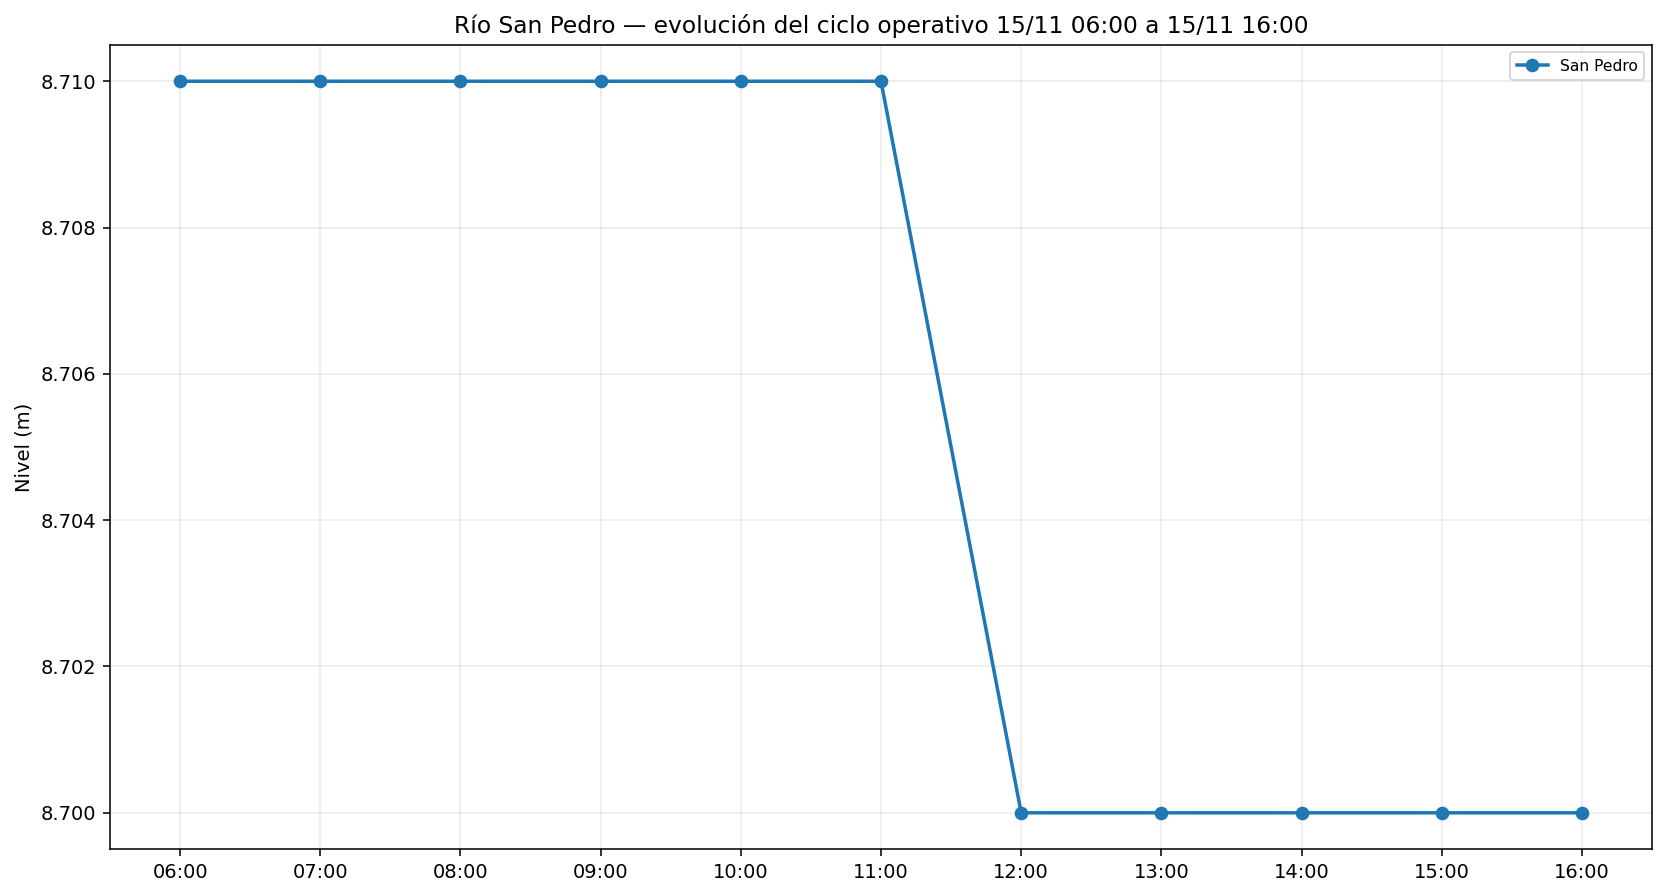 Río San Pedro — evolución del ciclo operativo 15/11 06:00 a 15/11 16:00
San Pedro
Nivel (m)
8.710
8.708
8.706
8.704
8.702
8.700
06:00 07:00 08:00 09:00 10:00 11:00 12:00 13:00 14:00 15:00 16:00